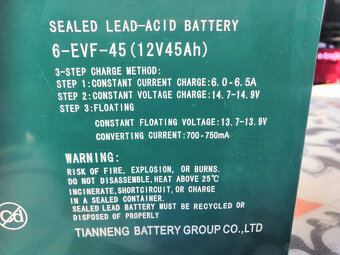 SEALED LEAD-ACID BATTERY
6-EVF-45(12V45Ah)
3-STEP CHARGE METHOD:
STEP 1: CONSTANT CURRENT CHARGE: 6.0-6.5A
STEP 2: CONSTANT VOLTAGE CHARGE: 14.7-14.9V
STEP 3: FLOATING
CONSTANT FLOATING VOLTAGE: 13.7-13.9V
CONVERTING CURRENT: 700-750mA
WARNING:
RISK OF FIRE, EXPLOSION, OR BURNS.
DO NOT DISASSEMBLE, HEAT ABOVE 25°C
INCINERATE, SHORTCIRCUIT, OR CHARGE
IN A SEALED CONTAINER.
SEALED LEAD BATTERY MUST BE RECYCLED OR
DISPOSED OF PROPERLY
Cd
TIANNENG BATTERY GROUP CO.,LTD